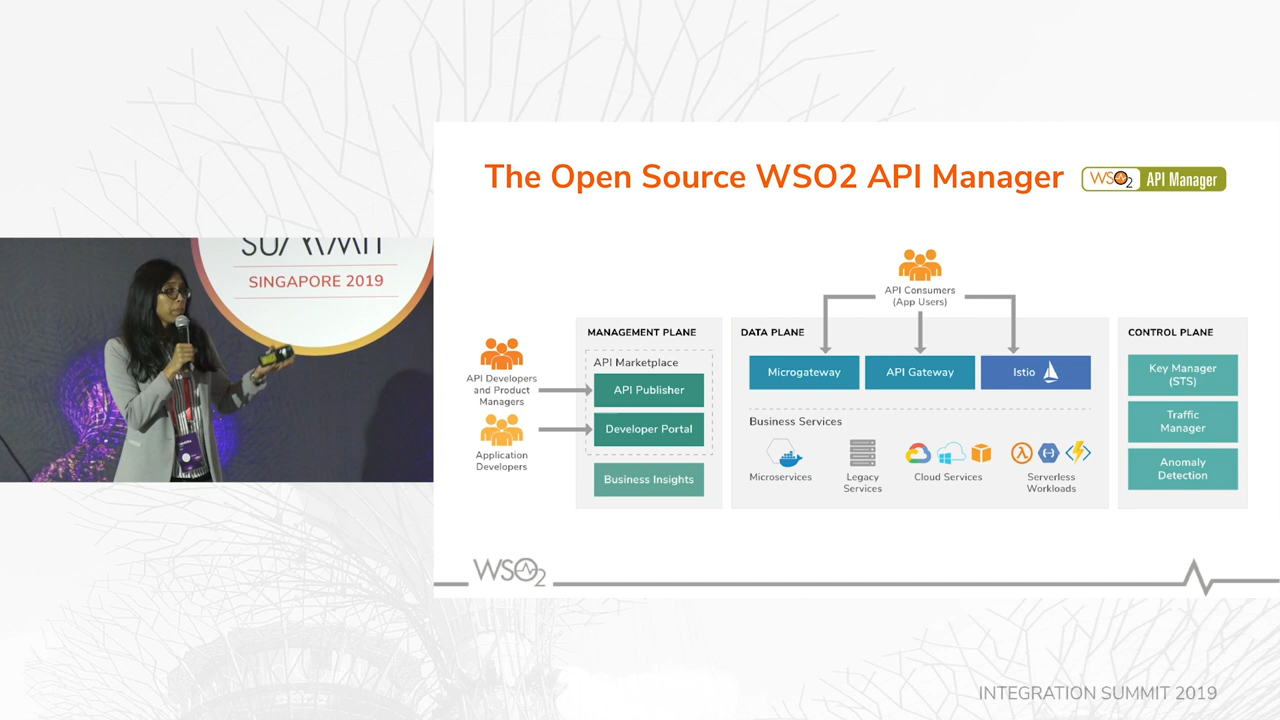 The Open Source WSO2 API Manager
WSO2 API Manager
SUMMIT
SINGAPORE 2019
API Consumers
(App Users)
MANAGEMENT PLANE
DATA PLANE
CONTROL PLANE
API Marketplace
API Developers
and Product
Managers
API Publisher
Application
Developers
Developer Portal
Business Insights
Microgateway
API Gateway
Istio
Business Services
Microservices
Legacy
Services
Cloud Services
Serverless
Workloads
Key Manager
(STS)
Traffic
Manager
Anomaly
Detection
WSO2
INTEGRATION SUMMIT 2019